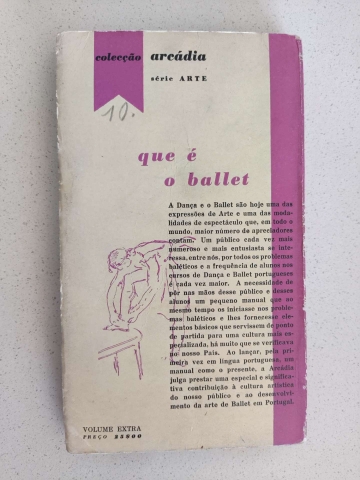 colecção arcádia
série ARTE
10.
que é
o ballet
A Dança e o Ballet são hoje uma das
expressões de Arte e uma das moda-
lidades de espectáculo que, em todo o
mundo, maior número de apreciadores
contam. Um público cada vez mais
numeroso e mais entusiasta se inte-
ressa, entre nós, por todos os problemas
baléticos e a frequência de alunos nos
cursos de Dança e Ballet portugueses
é cada vez maior. A necessidade de
pôr nas mãos desse público e desses
alunos um pequeno manual que ao
mesmo tempo os iniciasse nos proble-
mas baléticos e lhes fornecesse ele-
mentos básicos que servissem de ponto
de partida para uma cultura mais es-
pecializada, há muito que se verificava
no nosso País. Ao lançar, pela pri-
meira vez em língua portuguesa, um
manual como o presente, a Arcádia
julga prestar uma especial e significa-
tiva contribuição à cultura artística
do nosso público e ao desenvolvi-
mento da arte de Ballet em Portugal.
VOLUME EXTRA
PREÇO 25$00